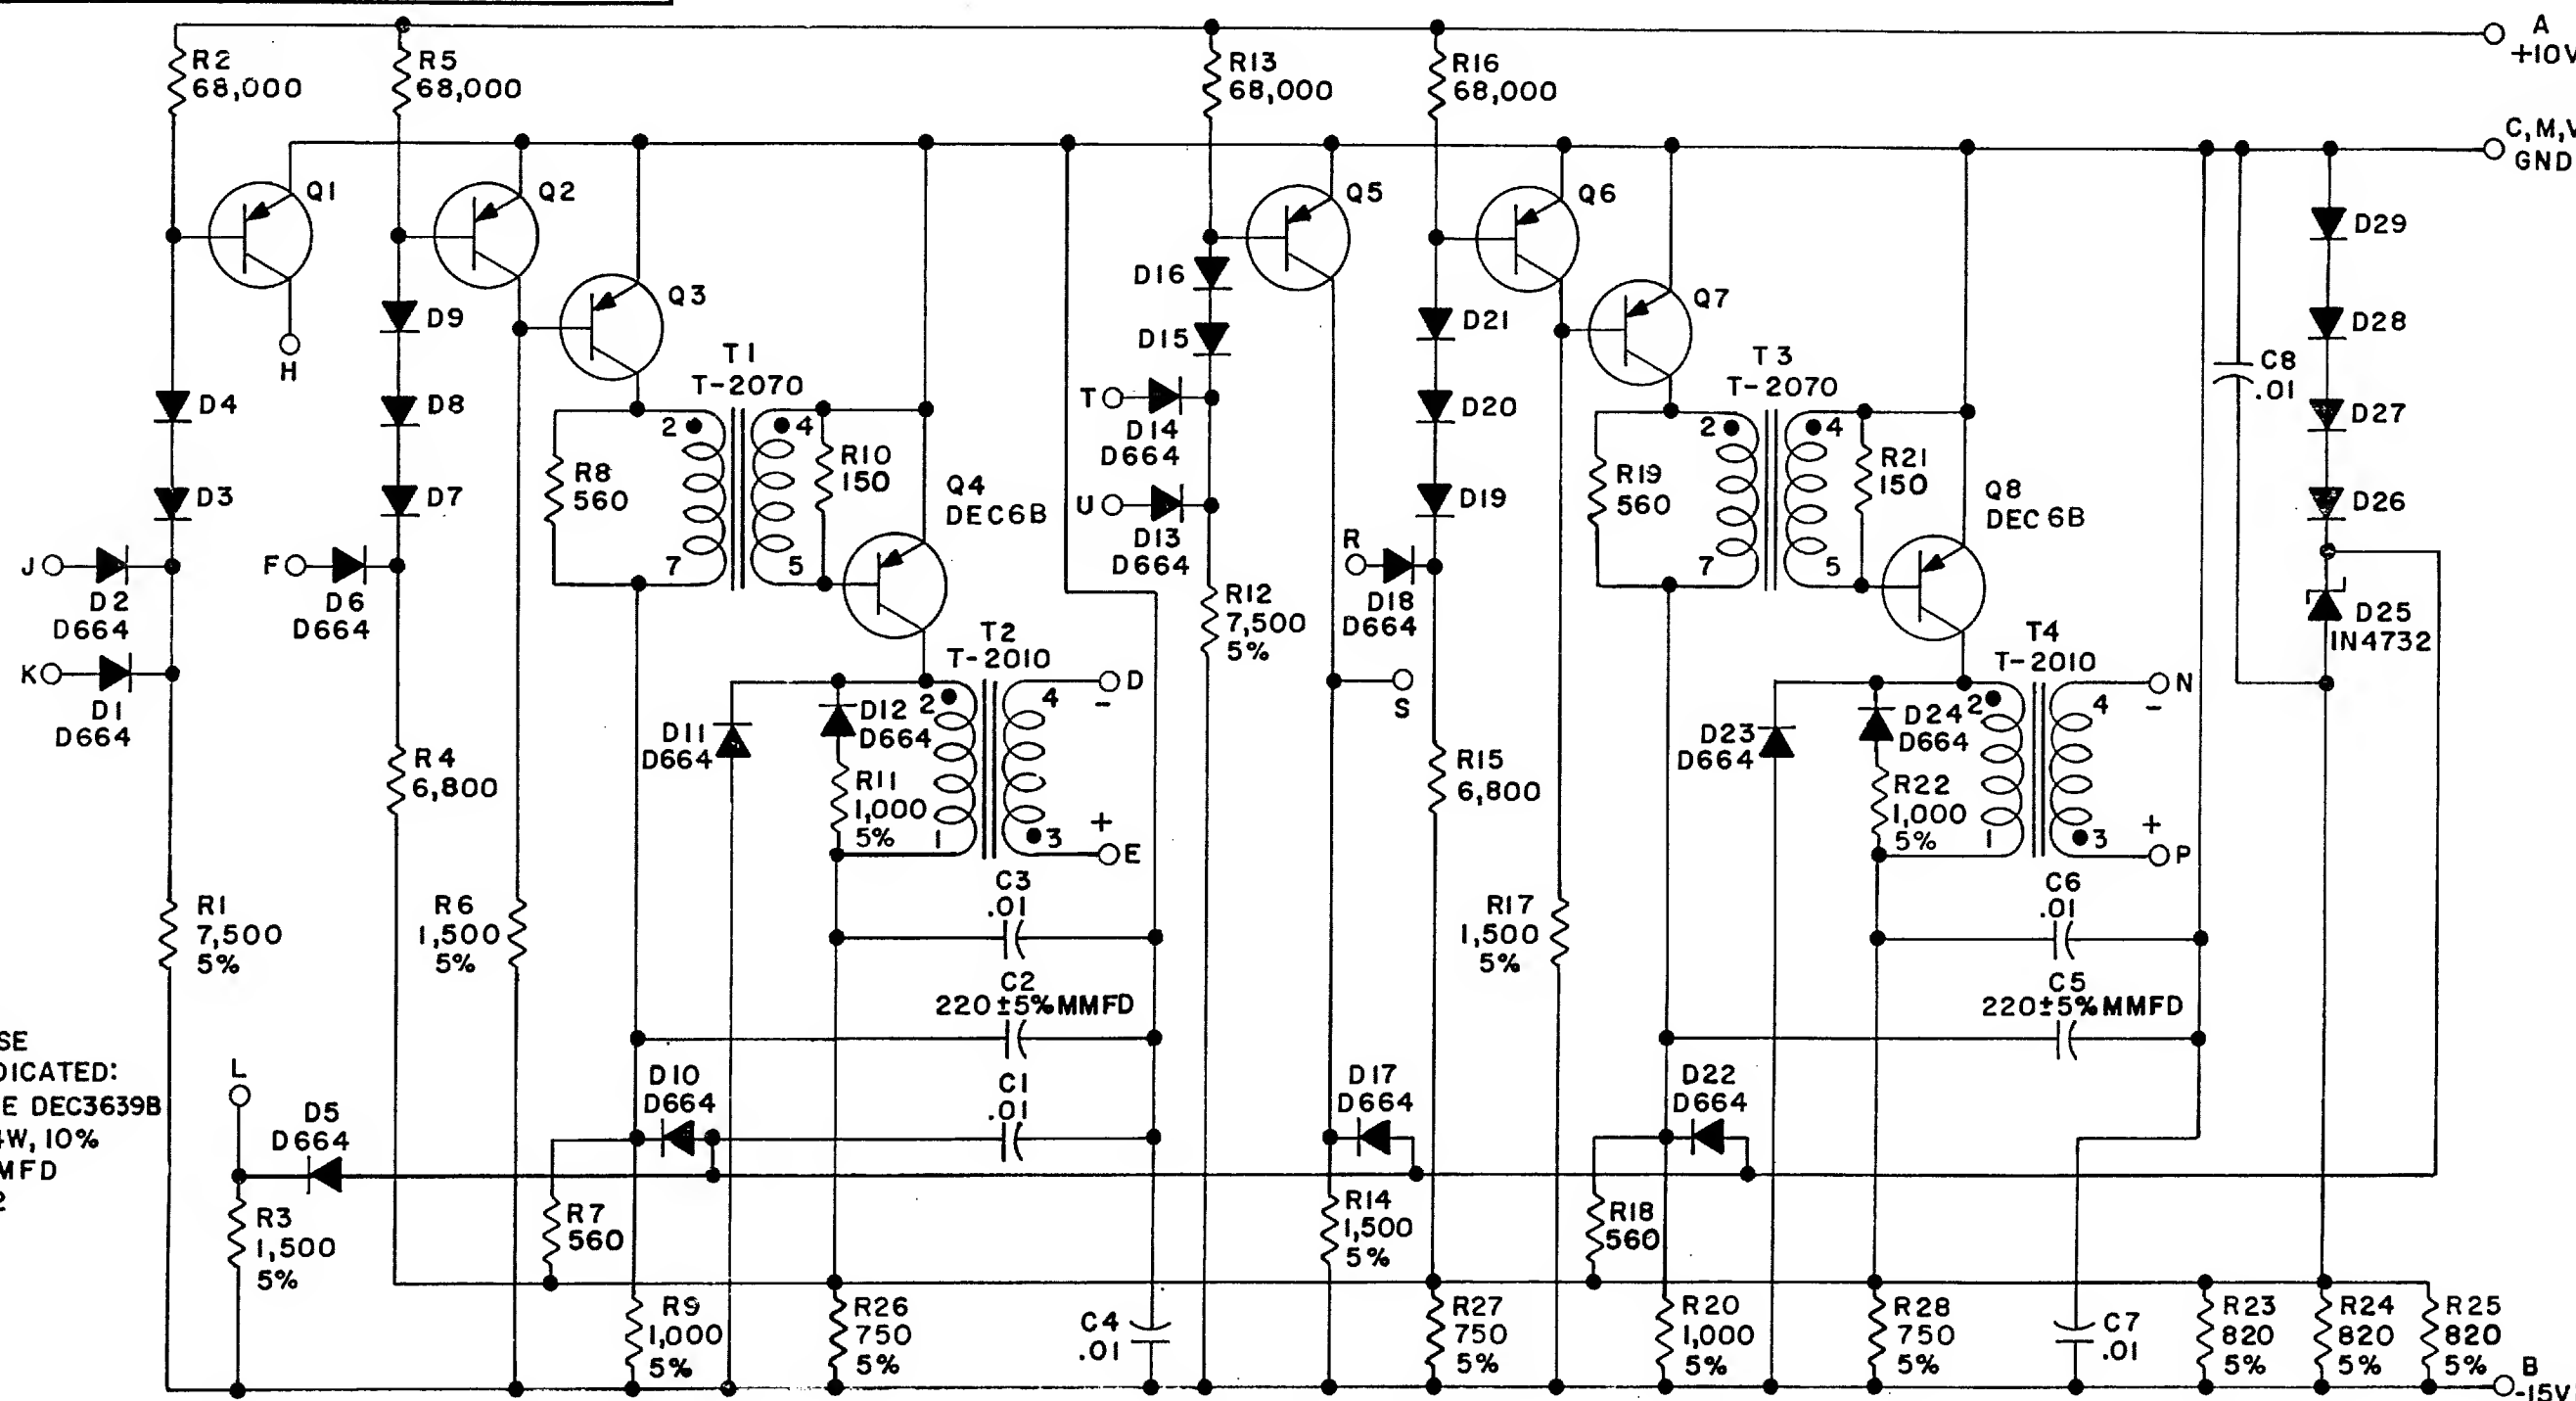 A
+10V
R2
68,000
R5
68,000
R13
68,000
R16
68,000
C,M,V
GND
Q1
Q2
Q3
Q5
Q6
Q7
H
D4
D3
J
D2
D664
K
D1
D664
D9
D8
D7
F
D6
D664
R4
6,800
T1
T-2070
2
4
7
5
R8
560
R10
150
Q4
DEC6B
D16
D15
T
D14
D664
U
D13
D664
R12
7,500
5%
D21
D20
D19
R
D18
D664
S
R15
6,800
T3
T-2070
2
4
7
5
R19
560
R21
150
Q8
DEC 6B
D29
D28
D27
D26
D25
IN4732
C8
.01
T2
T-2010
2
4
D
-
1
3
+
E
D11
D664
D12
D664
R11
1,000
5%
T4
T-2010
2
4
N
-
1
3
+
P
D23
D664
D24
D664
R22
1,000
5%
R1
7,500
5%
R6
1,500
5%
C3
.01
C2
220±5%MMFD
C1
.01
R17
1,500
5%
C6
.01
C5
220±5%MMFD
SE
DICATED:
E DEC3639B
W, 10%
MFD
2
L
D5
D664
D10
D664
D17
D664
D22
D664
R3
1,500
5%
R7
560
R9
1,000
5%
R26
750
5%
C4
.01
R14
1,500
5%
R27
750
5%
R18
560
R20
1,000
5%
R28
750
5%
C7
.01
R23
820
5%
R24
820
5%
R25
820
5%
B
-15V